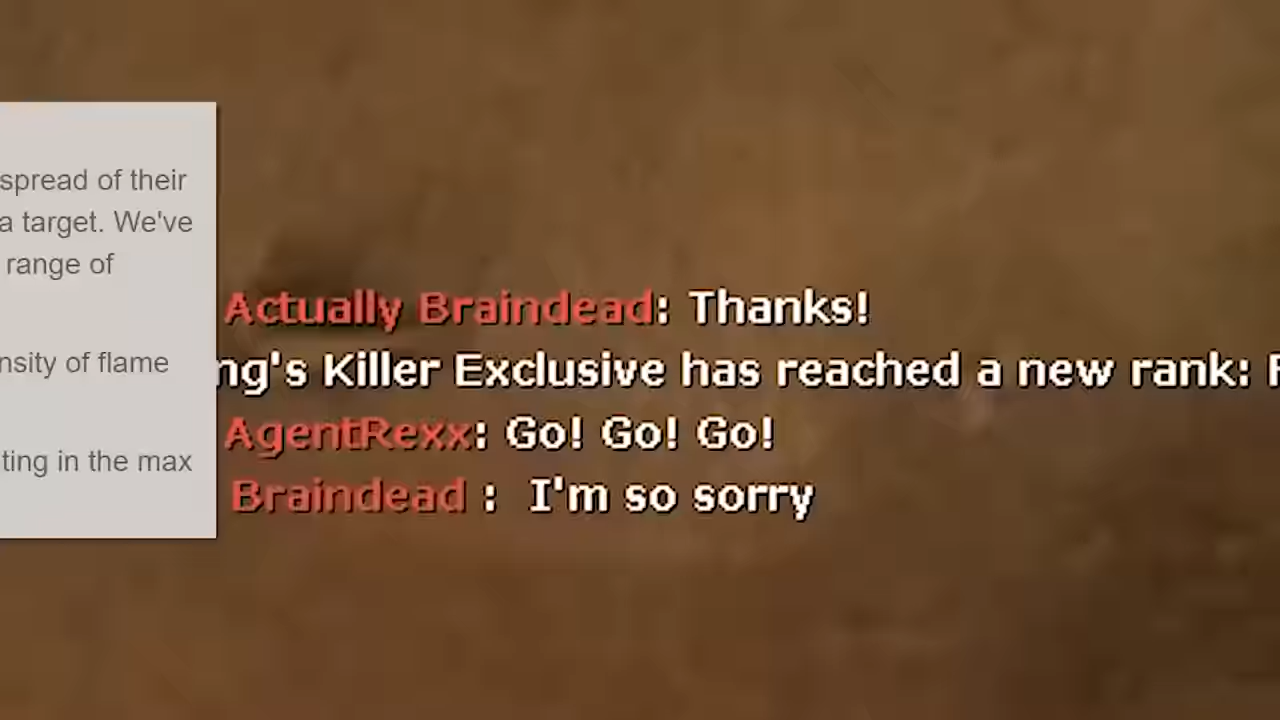 spread of their
a target. We've
range of
nsity of flame
ting in the max
Actually Braindead: Thanks!
ng's Killer Exclusive has reached a new rank: F
AgentRexx: Go! Go! Go!
Braindead : I'm so sorry